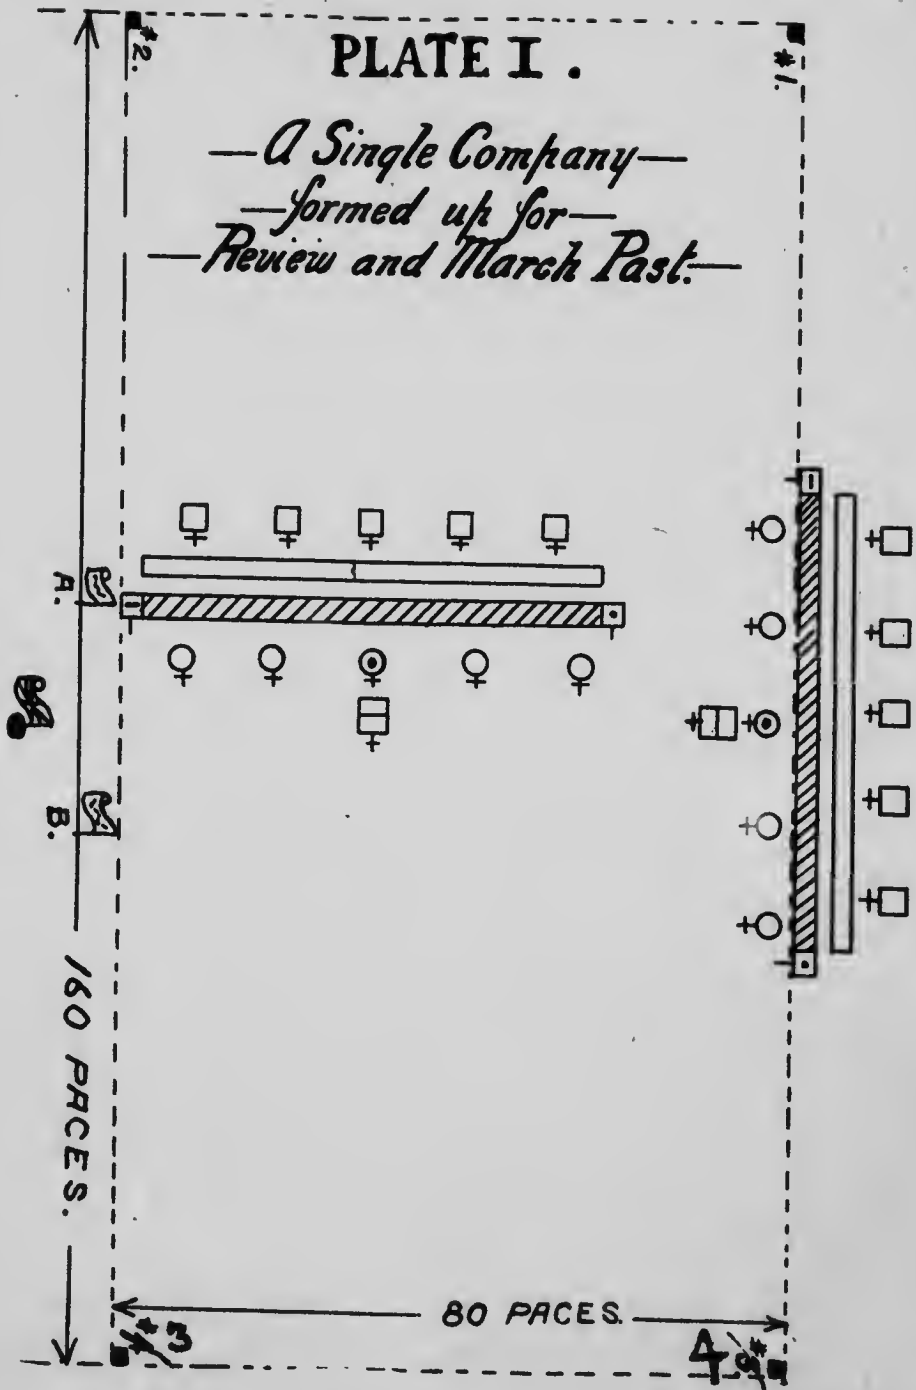 *2.
*1.
PLATE I.
— A Single Company —
— formed up for —
— Review and March Past. —
A.
B.
160 PACES.
80 PACES.
*3
4